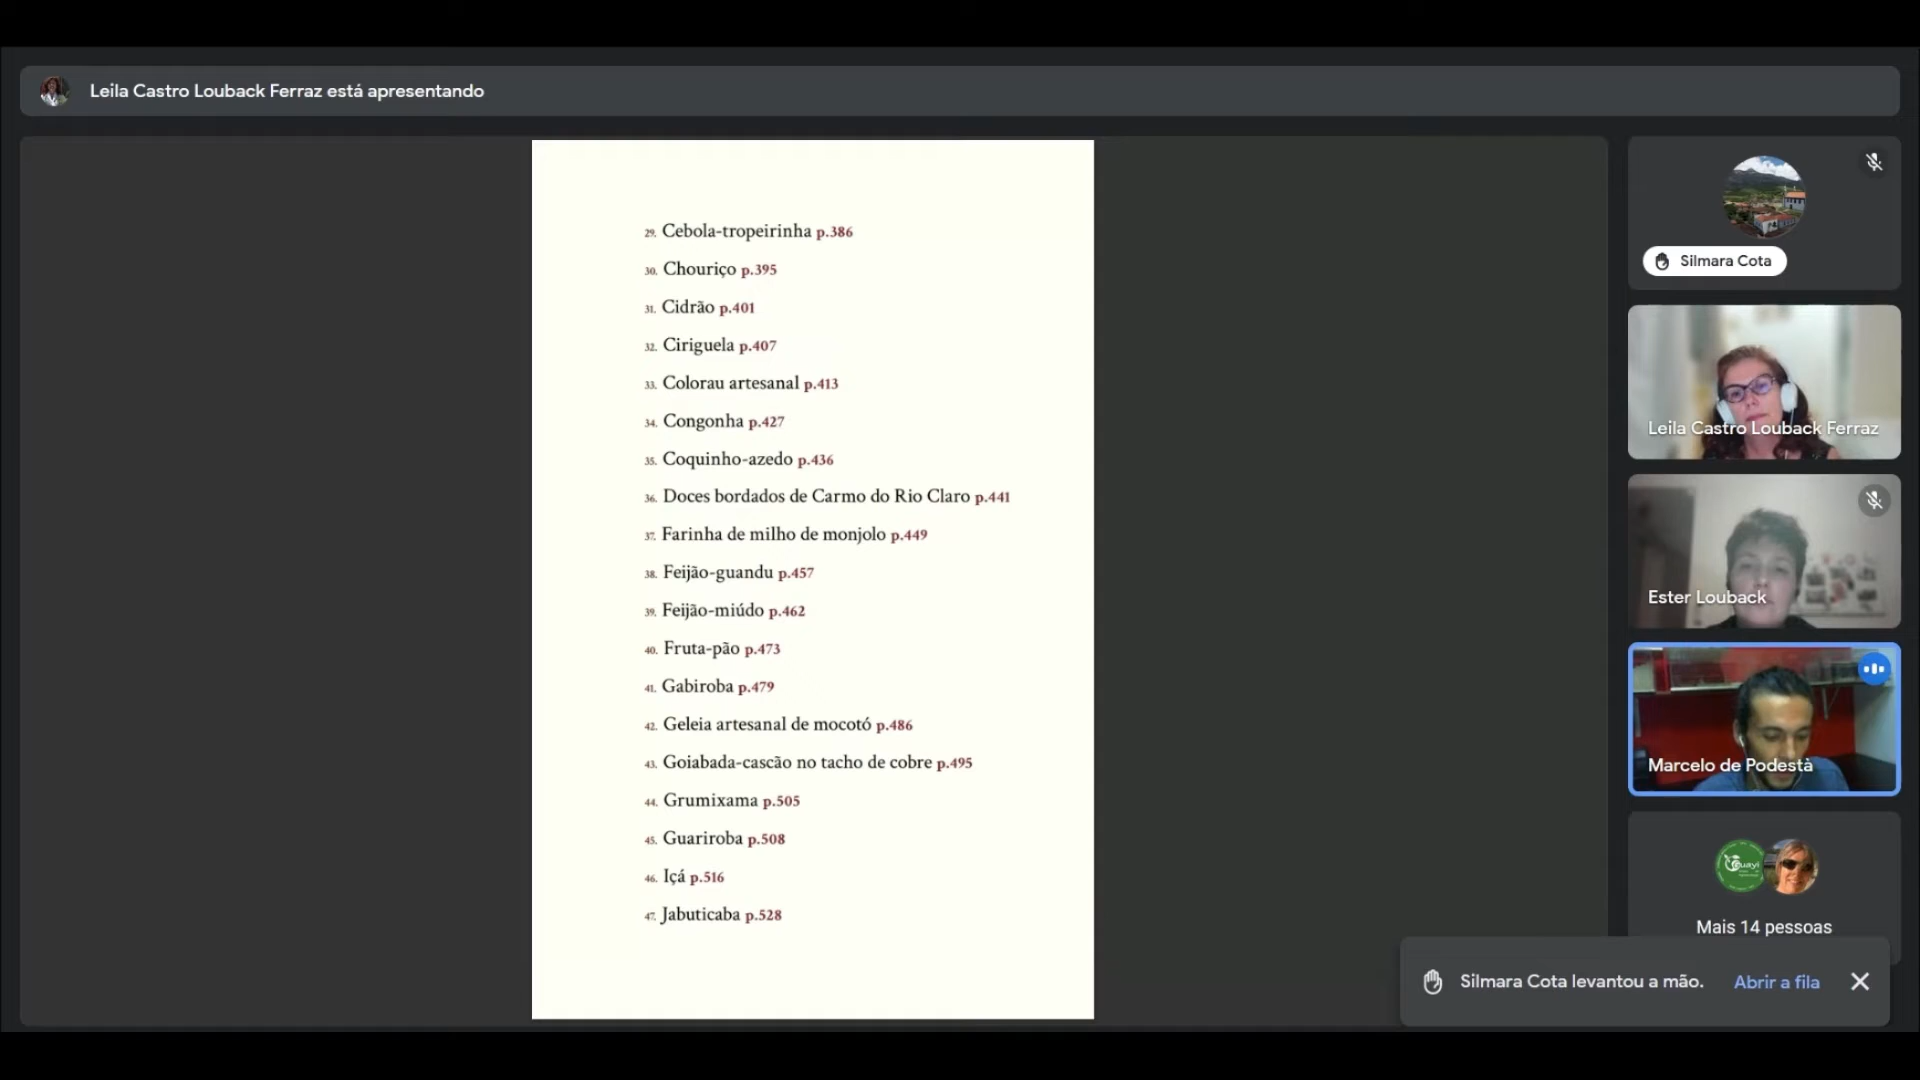 Leila Castro Louback Ferraz está apresentando
29. Cebola-tropeirinha p.386
30. Chouriço p.395
31. Cidrão p.401
32. Ciriguela p.407
33. Colorau artesanal p.413
34. Congonha p.427
35. Coquinho-azedo p.436
36. Doces bordados de Carmo do Rio Claro p.441
37. Farinha de milho de monjolo p.449
38. Feijão-guandu p.457
39. Feijão-miúdo p.462
40. Fruta-pão p.473
41. Gabiroba p.479
42. Geleia artesanal de mocotó p.486
43. Goiabada-cascão no tacho de cobre p.495
44. Grumixama p.505
45. Guariroba p.508
46. Içá p.516
47. Jabuticaba p.528
Silmara Cota
Leila Castro Louback Ferraz
Ester Louback
Marcelo de Podestà
Mais 14 pessoas
Silmara Cota levantou a mão. Abrir a fila